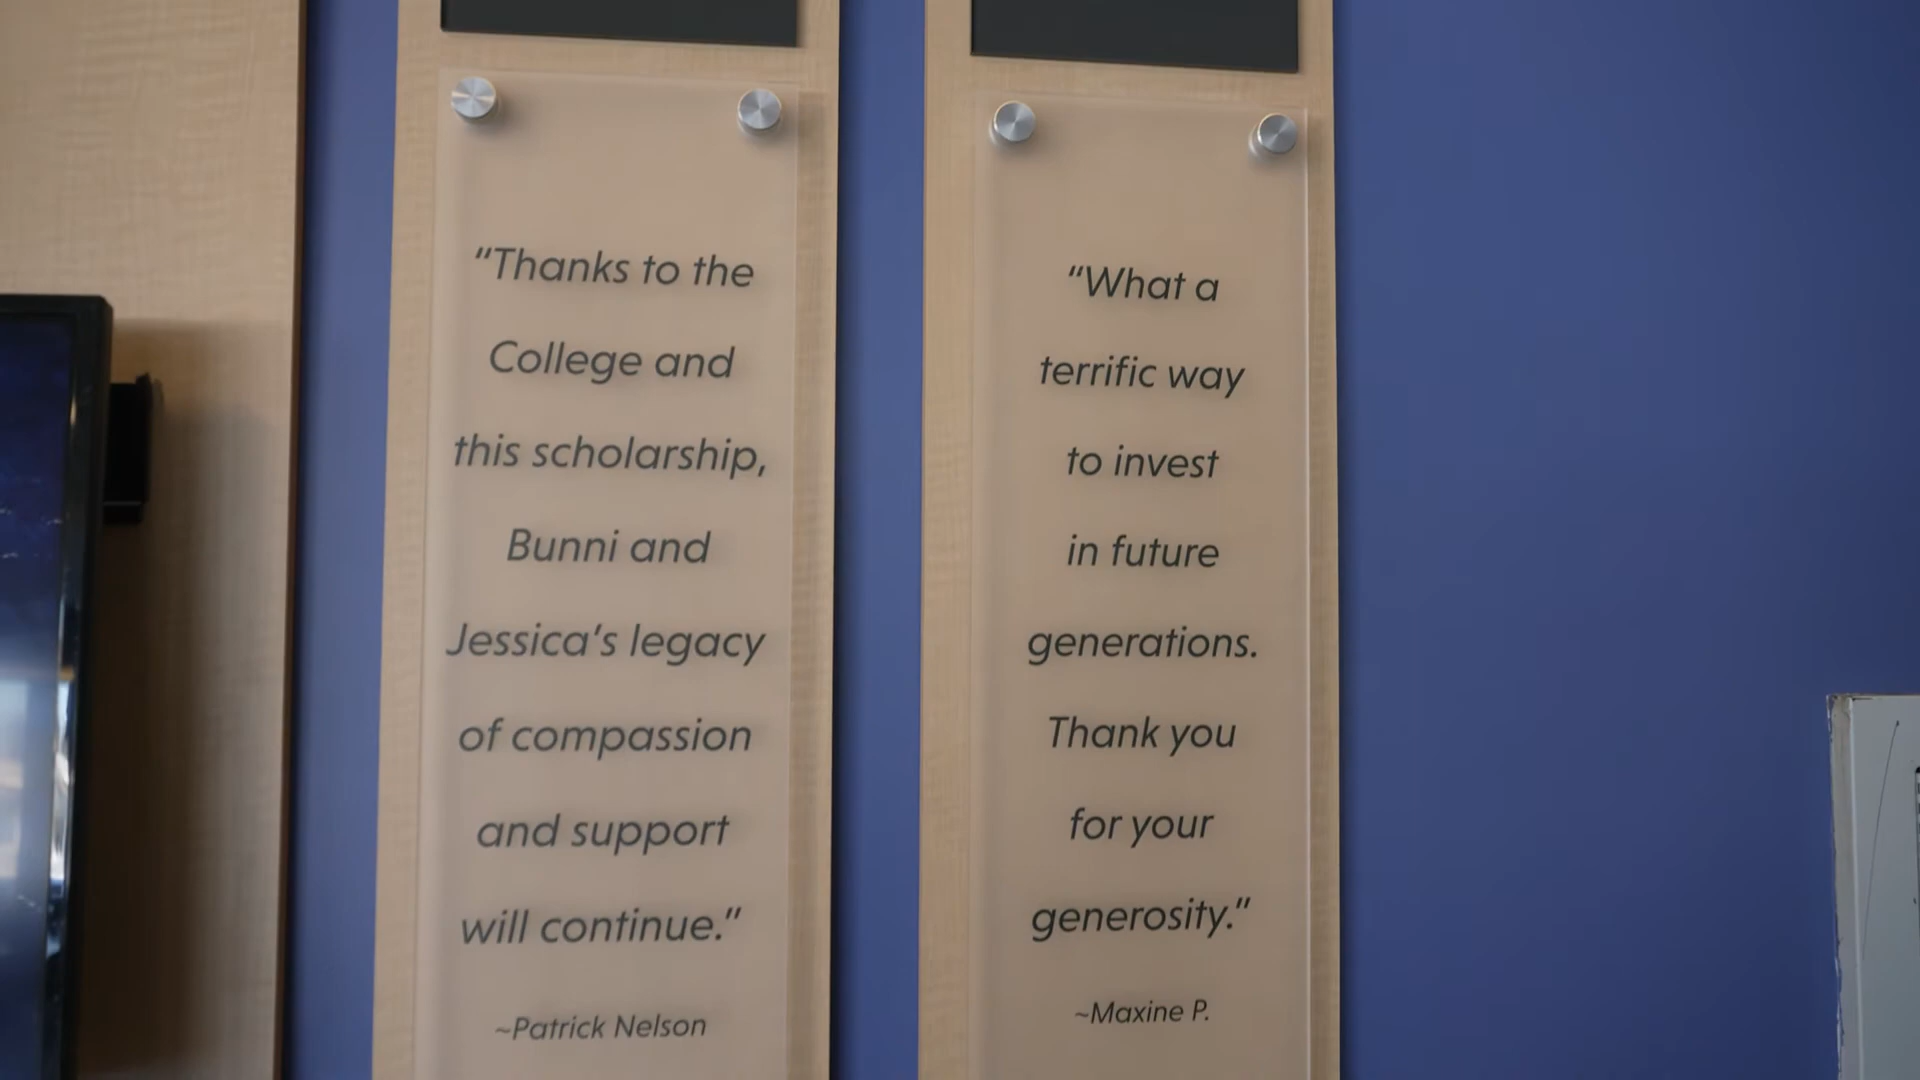 “Thanks to the
College and
this scholarship,
Bunni and
Jessica’s legacy
of compassion
and support
will continue.”
~Patrick Nelson
“What a
terrific way
to invest
in future
generations.
Thank you
for your
generosity.”
~Maxine P.